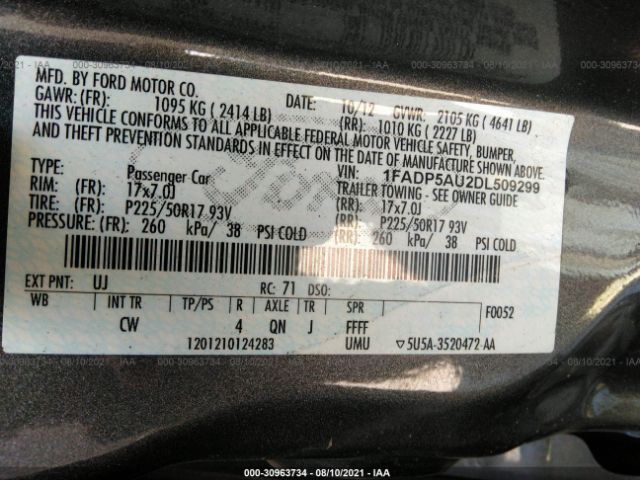 000-30963734 - 08/10/2021 - IAA
MFD. BY FORD MOTOR CO.
DATE: 10/12 GVWR: 2105 KG ( 4641 LB)
GAWR: (FR): 1095 KG ( 2414 LB) (RR): 1010 KG ( 2227 LB)
THIS VEHICLE CONFORMS TO ALL APPLICABLE FEDERAL MOTOR VEHICLE SAFETY, BUMPER,
AND THEFT PREVENTION STANDARDS IN EFFECT ON THE DATE OF MANUFACTURE SHOWN ABOVE.
VIN: 1FADP5AU2DL509299
TYPE: Passenger Car TRAILER TOWING - SEE OWNER GUIDE
RIM: (FR): 17x7.0J (RR): 17x7.0J
TIRE: (FR): P225/50R17 93V (RR): P225/50R17 93V
PRESSURE: (FR): 260 kPa/ 38 PSI COLD (RR): 260 kPa/ 38 PSI COLD
EXT PNT: UJ RC: 71 DSO:
WB INT TR TP/PS R AXLE TR SPR F0052
CW 4 QN J FFFF
1201210124283 UMU ▽5U5A-3520472-AA
000-30963734 - 08/10/2021 - IAA